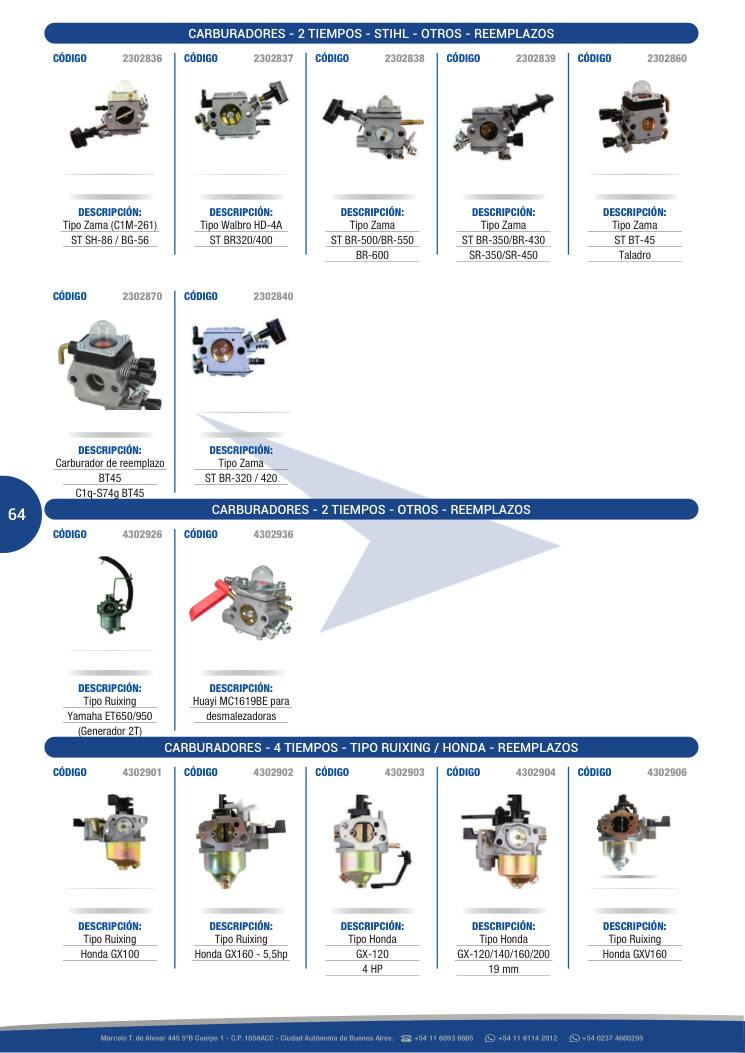 CARBURADORES - 2 TIEMPOS - STIHL - OTROS - REEMPLAZOS
CÓDIGO 2302836
DESCRIPCIÓN:
Tipo Zama (C1M-261)
ST SH-86 / BG-56
CÓDIGO 2302837
DESCRIPCIÓN:
Tipo Walbro HD-4A
ST BR320/400
CÓDIGO 2302838
DESCRIPCIÓN:
Tipo Zama
ST BR-500/BR-550
BR-600
CÓDIGO 2302839
DESCRIPCIÓN:
Tipo Zama
ST BR-350/BR-430
SR-350/SR-450
CÓDIGO 2302860
DESCRIPCIÓN:
Tipo Zama
ST BT-45
Taladro
CÓDIGO 2302870
DESCRIPCIÓN:
Carburador de reemplazo
BT45
C1q-S74g BT45
CÓDIGO 2302840
DESCRIPCIÓN:
Tipo Zama
ST BR-320 / 420
64
CARBURADORES - 2 TIEMPOS - OTROS - REEMPLAZOS
CÓDIGO 4302926
DESCRIPCIÓN:
Tipo Ruixing
Yamaha ET650/950
(Generador 2T)
CÓDIGO 4302936
DESCRIPCIÓN:
Huayi MC1619BE para
desmalezadoras
CARBURADORES - 4 TIEMPOS - TIPO RUIXING / HONDA - REEMPLAZOS
CÓDIGO 4302901
DESCRIPCIÓN:
Tipo Ruixing
Honda GX100
CÓDIGO 4302902
DESCRIPCIÓN:
Tipo Ruixing
Honda GX160 - 5,5hp
CÓDIGO 4302903
DESCRIPCIÓN:
Tipo Honda
GX-120
4 HP
CÓDIGO 4302904
DESCRIPCIÓN:
Tipo Honda
GX-120/140/160/200
19 mm
CÓDIGO 4302906
DESCRIPCIÓN:
Tipo Ruixing
Honda GXV160
Marcelo T. de Alvear 445 5ºB Cuerpo 1 - C.P. 1058ACC - Ciudad Autónoma de Buenos Aires. +54 11 6093 6665 +54 11 6114 2012 +54 0237 4660295